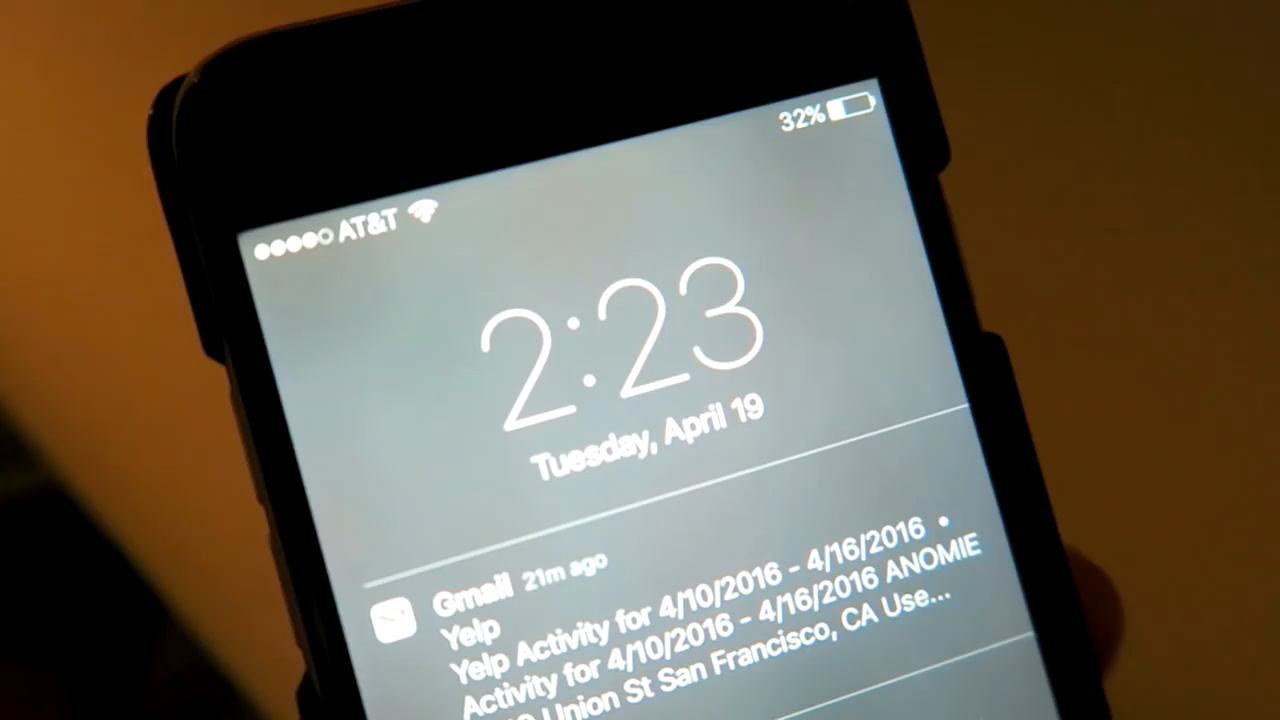 AT&T 32%
2:23
Tuesday, April 19
Gmail 21m ago
Yelp
Yelp Activity for 4/10/2016 - 4/16/2016 •
Activity for 4/10/2016 - 4/16/2016 ANOMIE
Union St San Francisco, CA Use...